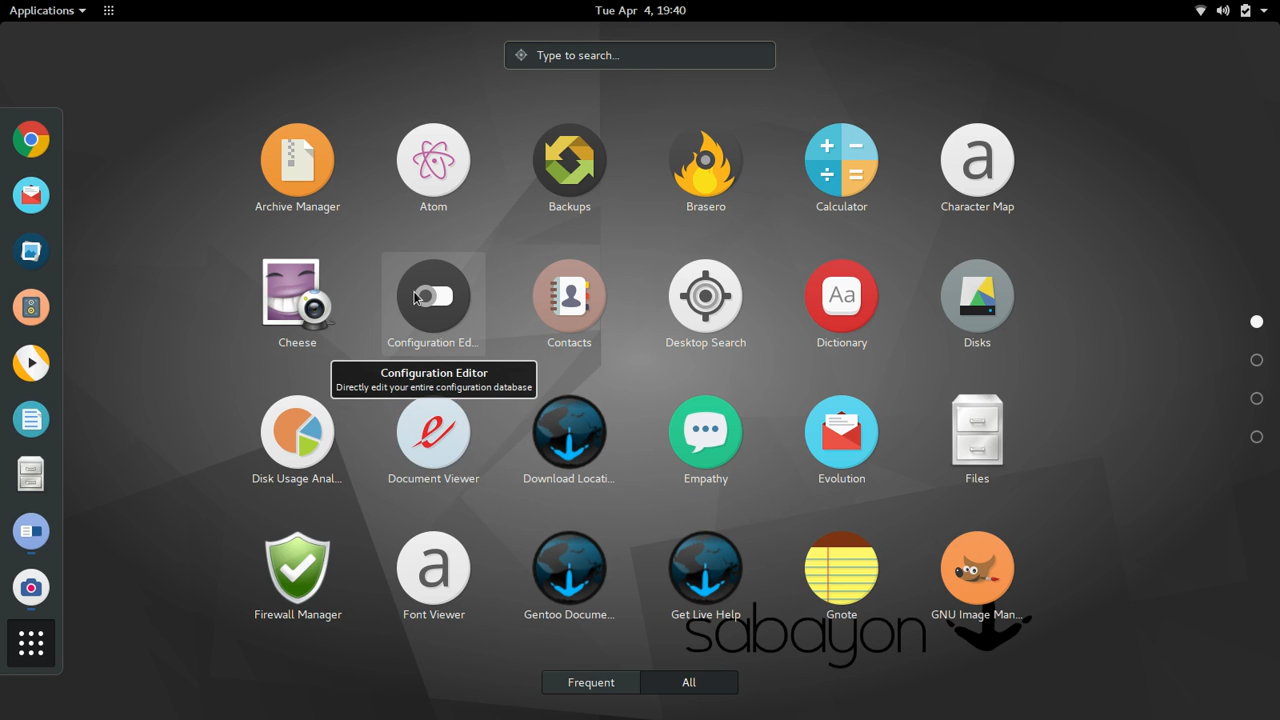 Applications
Tue Apr 4, 19:40
Type to search...
Archive Manager
Atom
Backups
Brasero
Calculator
a
Character Map
Cheese
Configuration Ed...
Contacts
Desktop Search
Aa
Dictionary
Disks
Configuration Editor
Directly edit your entire configuration database
Disk Usage Anal...
e
Document Viewer
Download Locati...
Empathy
Evolution
Files
Firewall Manager
a
Font Viewer
Gentoo Docume...
Get Live Help
Gnote
GNU Image Man...
sabayon
Frequent
All